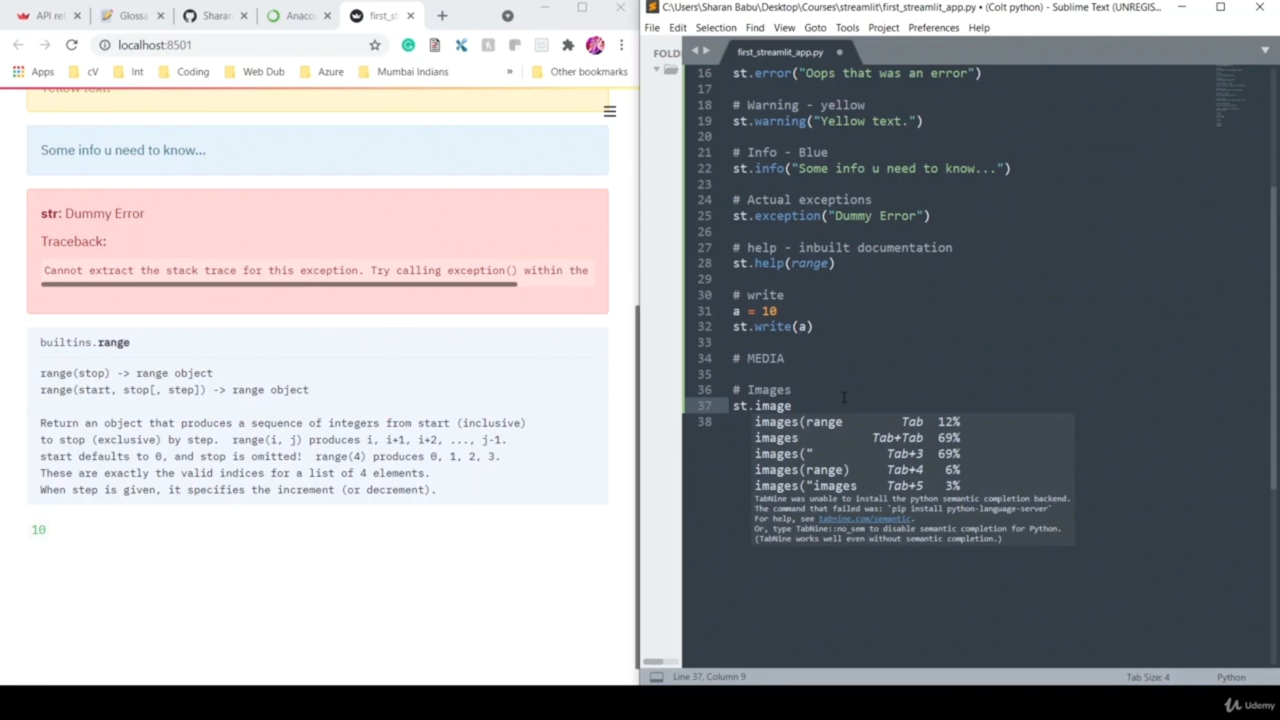 API ret
Glossa
Sharan
Anaco
first_st
localhost:8501
Apps
cV
Int
Coding
Web Dub
Azure
Mumbai Indians
»
Other bookmarks
Some info u need to know...
str: Dummy Error
Traceback:
Cannot extract the stack trace for this exception. Try calling exception() within the
builtins.range
range(stop) -> range object
range(start, stop[, step]) -> range object
Return an object that produces a sequence of integers from start (inclusive)
to stop (exclusive) by step.  range(i, j) produces i, i+1, i+2, ..., j-1.
start defaults to 0, and stop is omitted!  range(4) produces 0, 1, 2, 3.
These are exactly the valid indices for a list of 4 elements.
When step is given, it specifies the increment (or decrement).
10
C:\Users\Sharan Babu\Desktop\Courses\streamlit\first_streamlit_app.py • (Colt python) - Sublime Text (UNREGIS...
File Edit Selection Find View Goto Tools Project Preferences Help
FOLD
first_streamlit_app.py
16 st.error("Oops that was an error")
17
18 # Warning - yellow
19 st.warning("Yellow text.")
20
21 # Info - Blue
22 st.info("Some info u need to know...")
23
24 # Actual exceptions
25 st.exception("Dummy Error")
26
27 # help - inbuilt documentation
28 st.help(range)
29
30 # write
31 a = 10
32 st.write(a)
33
34 # MEDIA
35
36 # Images
37 st.image
38
images(range Tab 12%
images Tab+Tab 69%
images(" Tab+3 69%
images(range) Tab+4 6%
images("images Tab+5 3%
TabNine was unable to install the python semantic completion backend.
The command that failed was: `pip install python-language-server`
For help, see tabnine.com/semantic.
Or, type TabNine::no_sem to disable semantic completion for Python.
(TabNine works well even without semantic completion.)
Line 37, Column 9
Tab Size: 4
Python
Udemy